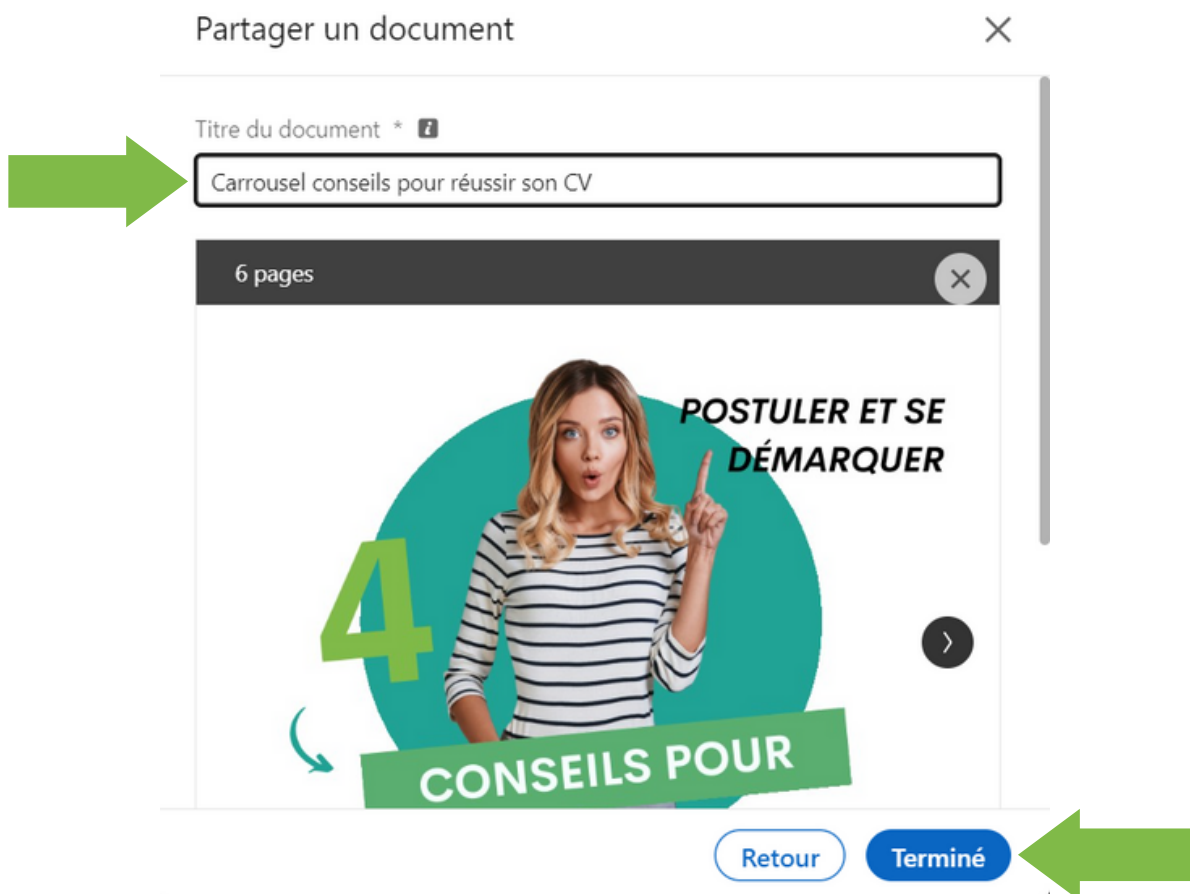 Partager un document
Titre du document *
Carrousel conseils pour réussir son CV
6 pages
POSTULER ET SE
DÉMARQUER
4
CONSEILS POUR
Retour
Terminé